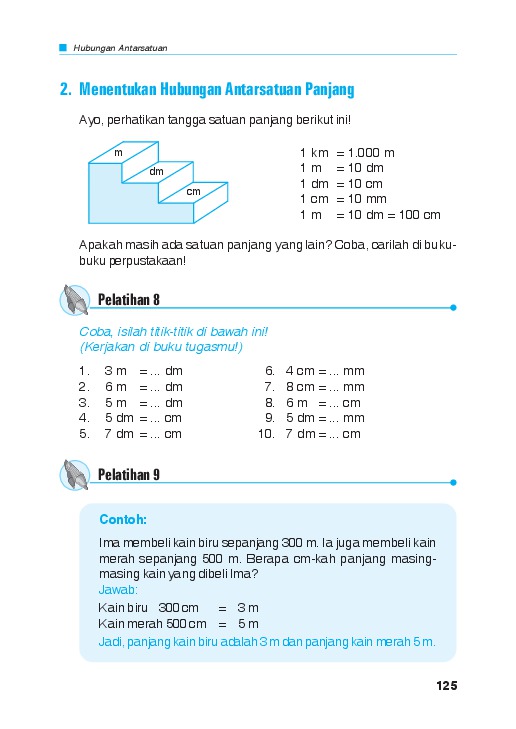 Hubungan Antarsatuan
2. Menentukan Hubungan Antarsatuan Panjang
Ayo, perhatikan tangga satuan panjang berikut ini!
m
dm
cm
1 km = 1.000 m
1 m = 10 dm
1 dm = 10 cm
1 cm = 10 mm
1 m = 10 dm = 100 cm
Apakah masih ada satuan panjang yang lain? Coba, carilah di buku-
buku perpustakaan!
Pelatihan 8
Coba, isilah titik-titik di bawah ini!
(Kerjakan di buku tugasmu!)
1. 3 m = ... dm
2. 6 m = ... dm
3. 5 m = ... dm
4. 5 dm = ... cm
5. 7 dm = ... cm
6. 4 cm = ... mm
7. 8 cm = ... mm
8. 6 m = ... cm
9. 5 dm = ... mm
10. 7 dm = ... cm
Pelatihan 9
Contoh:
Ima membeli kain biru sepanjang 300 m. Ia juga membeli kain
merah sepanjang 500 m. Berapa cm-kah panjang masing-
masing kain yang dibeli Ima?
Jawab:
Kain biru 300 cm = 3 m
Kain merah 500 cm = 5 m
Jadi, panjang kain biru adalah 3 m dan panjang kain merah 5 m.
125